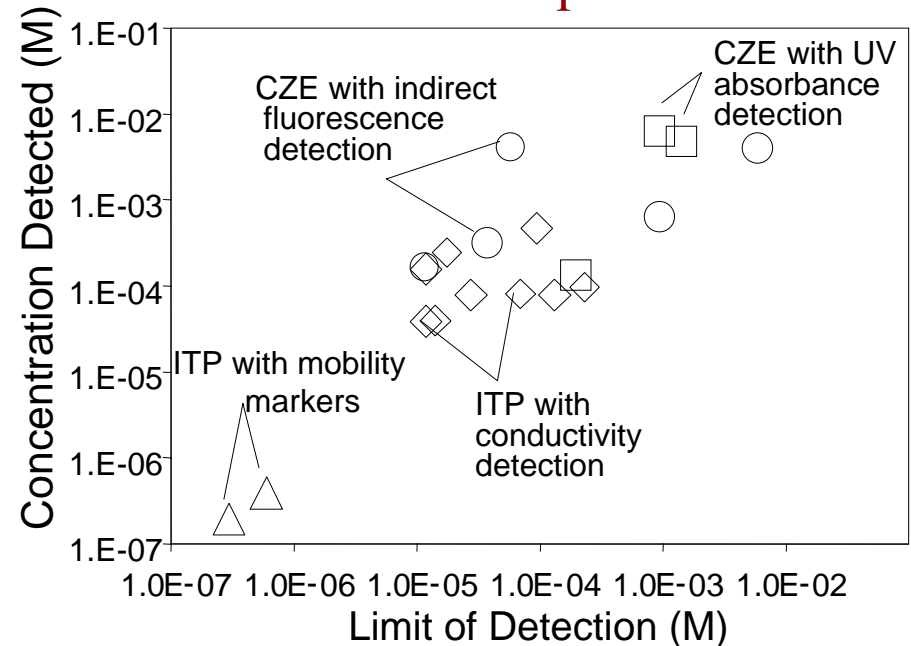 p
Concentration Detected (M)
1.E-01
1.E-02
1.E-03
1.E-04
1.E-05
1.E-06
1.E-07
CZE with UV
absorbance
detection
CZE with indirect
fluorescence
detection
ITP with mobility
markers
ITP with
conductivity
detection
1.0E-07 1.0E-06 1.0E-05 1.0E-04 1.0E-03 1.0E-02
Limit of Detection (M)